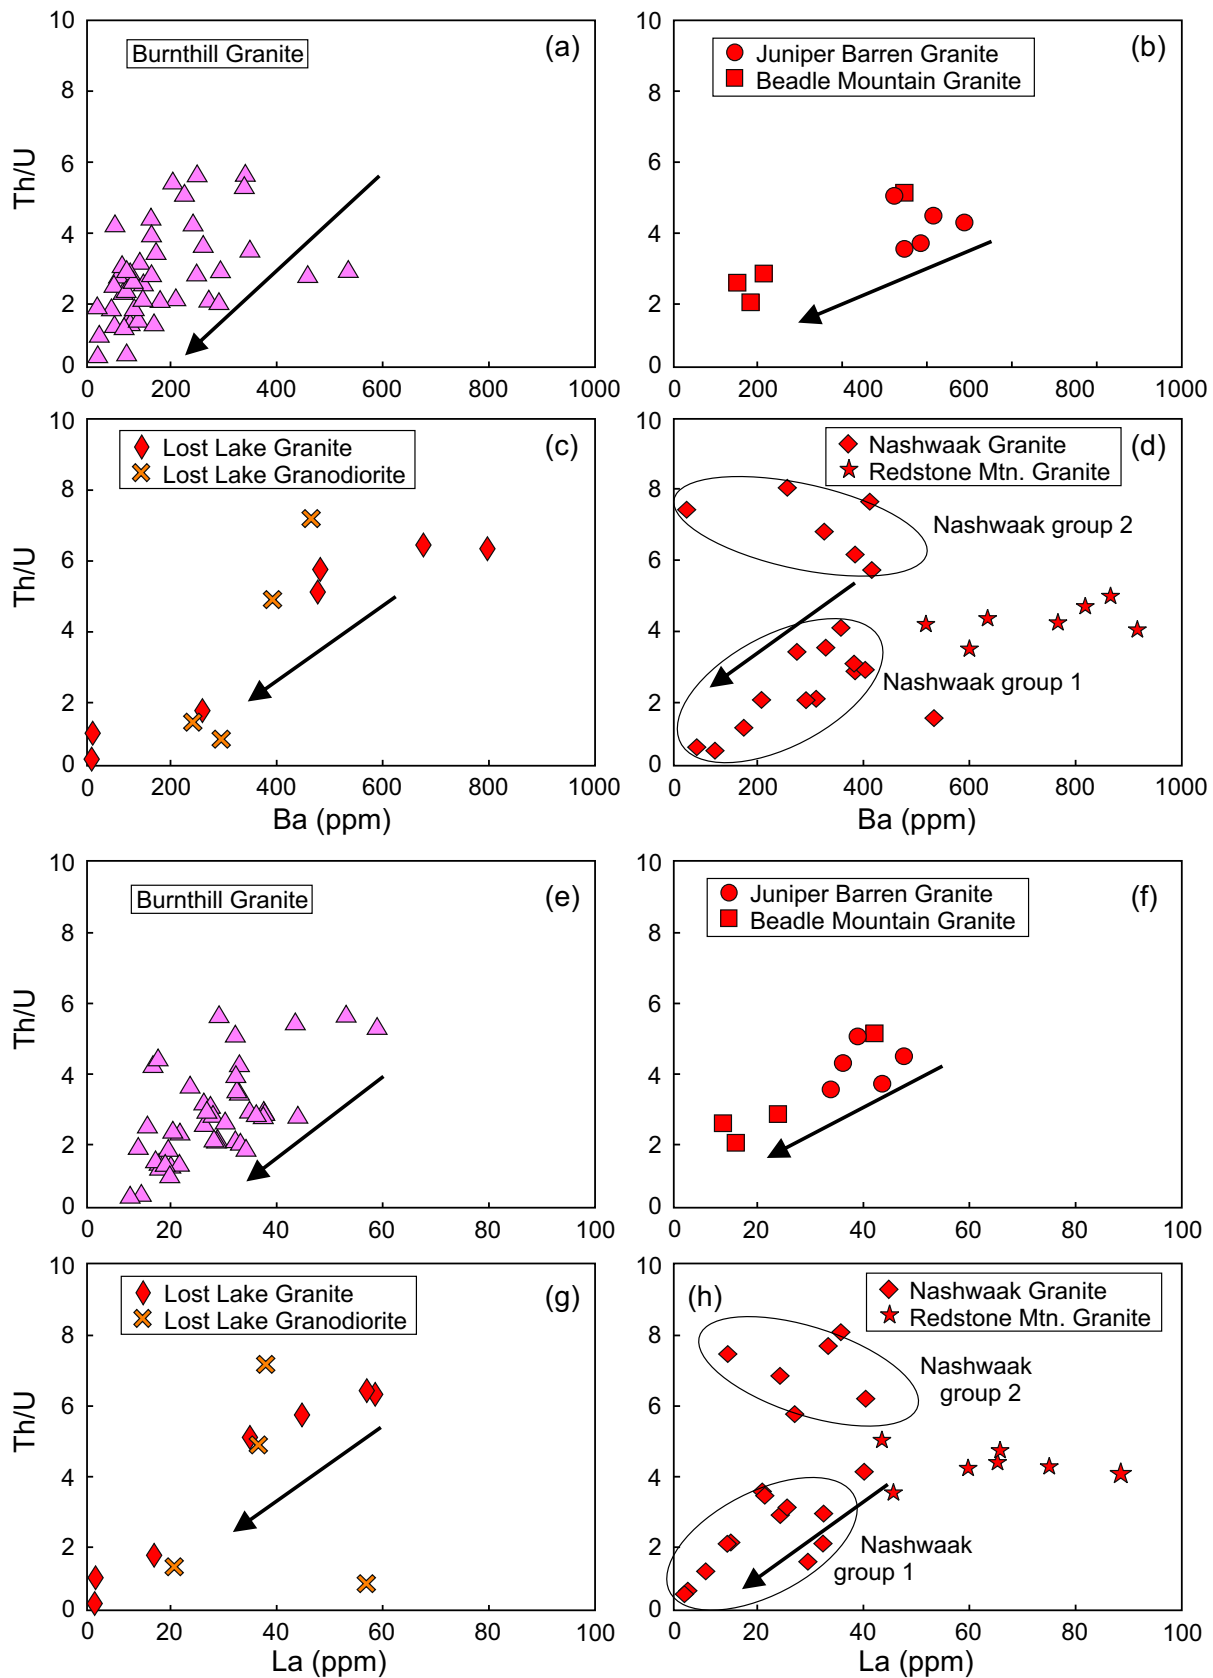 10
8
6
4
2
0
Th/U
Burnthill Granite
(a)
0
200
400
600
800
1000
10
8
6
4
2
0
Juniper Barren Granite
Beadle Mountain Granite
(b)
0
200
400
600
800
1000
10
8
6
4
2
0
Th/U
Lost Lake Granite
Lost Lake Granodiorite
(c)
0
200
400
600
800
1000
Ba (ppm)
10
8
6
4
2
0
Nashwaak Granite
Redstone Mtn. Granite
(d)
Nashwaak group 2
Nashwaak group 1
0
200
400
600
800
1000
Ba (ppm)
10
8
6
4
2
0
Th/U
Burnthill Granite
(e)
0
20
40
60
80
100
10
8
6
4
2
0
Juniper Barren Granite
Beadle Mountain Granite
(f)
0
20
40
60
80
100
10
8
6
4
2
0
Th/U
Lost Lake Granite
Lost Lake Granodiorite
(g)
0
20
40
60
80
100
La (ppm)
10
8
6
4
2
0
(h)
Nashwaak Granite
Redstone Mtn. Granite
Nashwaak
group 2
Nashwaak
group 1
0
20
40
60
80
100
La (ppm)